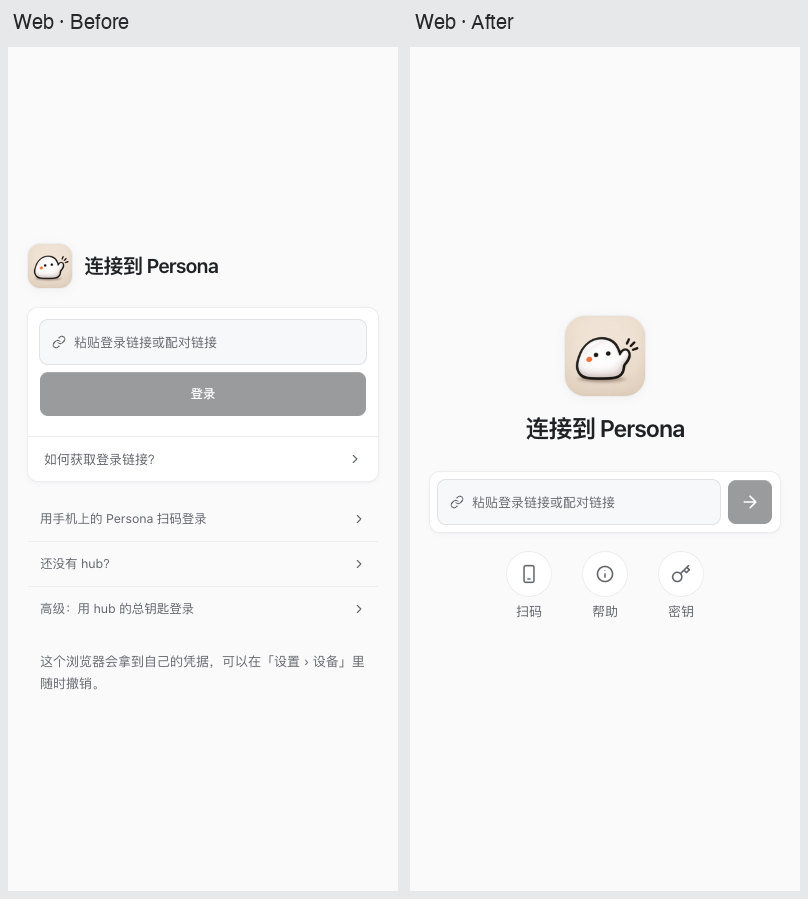 Web · Before
连接到 Persona
粘贴登录链接或配对链接
登录
如何获取登录链接?
用手机上的 Persona 扫码登录
还没有 hub?
高级：用 hub 的总钥匙登录
这个浏览器会拿到自己的凭据，可以在「设置 › 设备」里
随时撤销。
Web · After
连接到 Persona
粘贴登录链接或配对链接
扫码
帮助
密钥